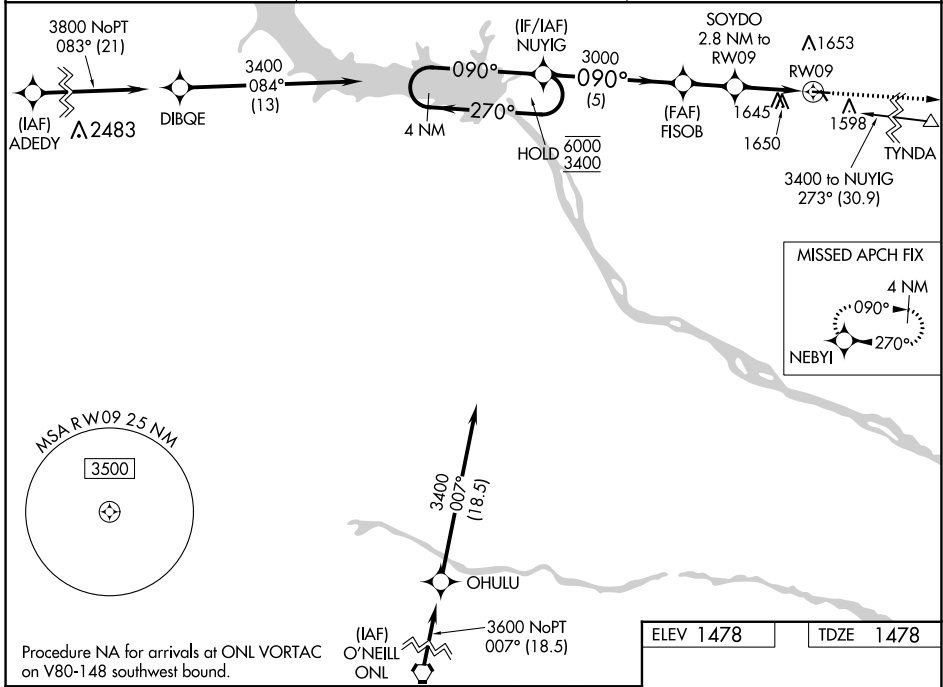 3800 NoPT
083° (21)
(IAF)
ADEDY
2483
DIBQE
3400
084°
(13)
(IF/IAF)
NUYIG
090°
270°
4 NM
HOLD 6000
3400
3000
090°
(5)
(FAF)
FISOB
SOYDO
2.8 NM to
RW09
1653
RW09
1645
1650
1598
TYNDA
3400 to NUYIG
273° (30.9)
MISSED APCH FIX
4 NM
090°
270°
NEBYI
MSA RW09 25 NM
3500
3400
007°
(18.5)
OHULU
(IAF)
O'NEILL
ONL
3600 NoPT
007° (18.5)
Procedure NA for arrivals at ONL VORTAC
on V80-148 southwest bound.
ELEV 1478
TDZE 1478